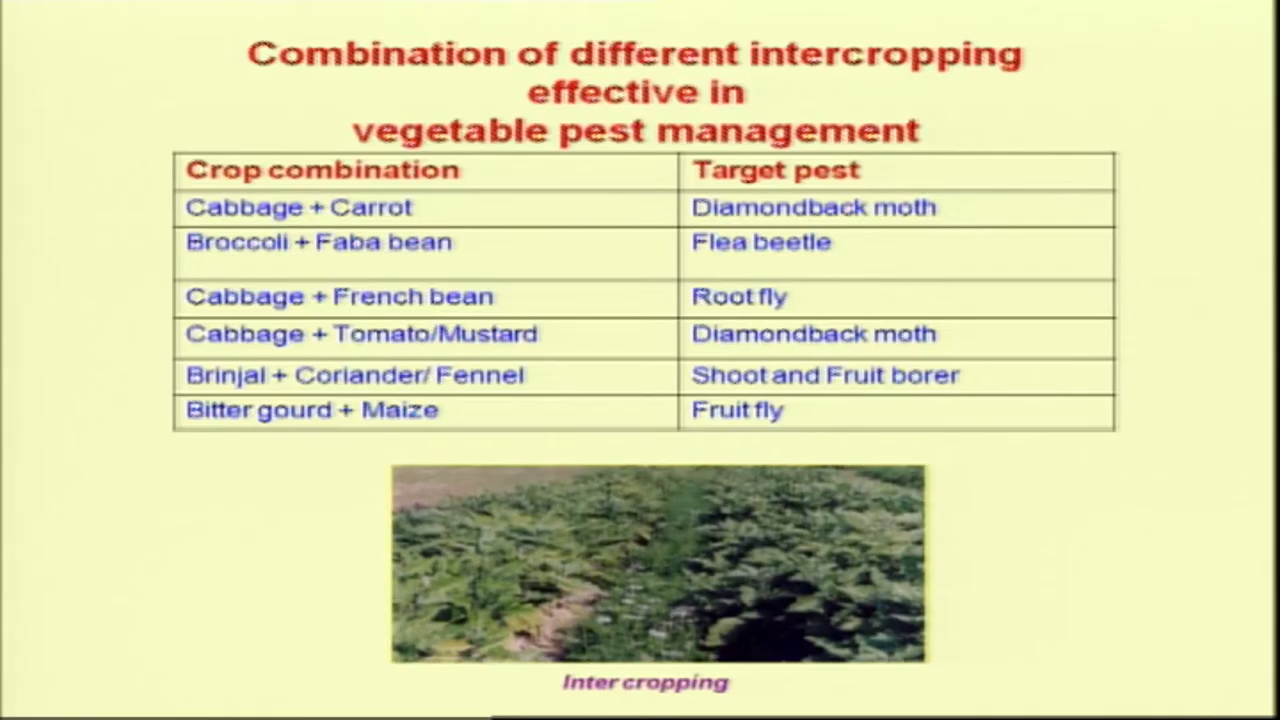 Combination of different intercropping
effective in
vegetable pest management
Crop combination Target pest
Cabbage + Carrot Diamondback moth
Broccoli + Faba bean Flea beetle
Cabbage + French bean Root fly
Cabbage + Tomato/Mustard Diamondback moth
Brinjal + Coriander/ Fennel Shoot and Fruit borer
Bitter gourd + Maize Fruit fly
Inter cropping